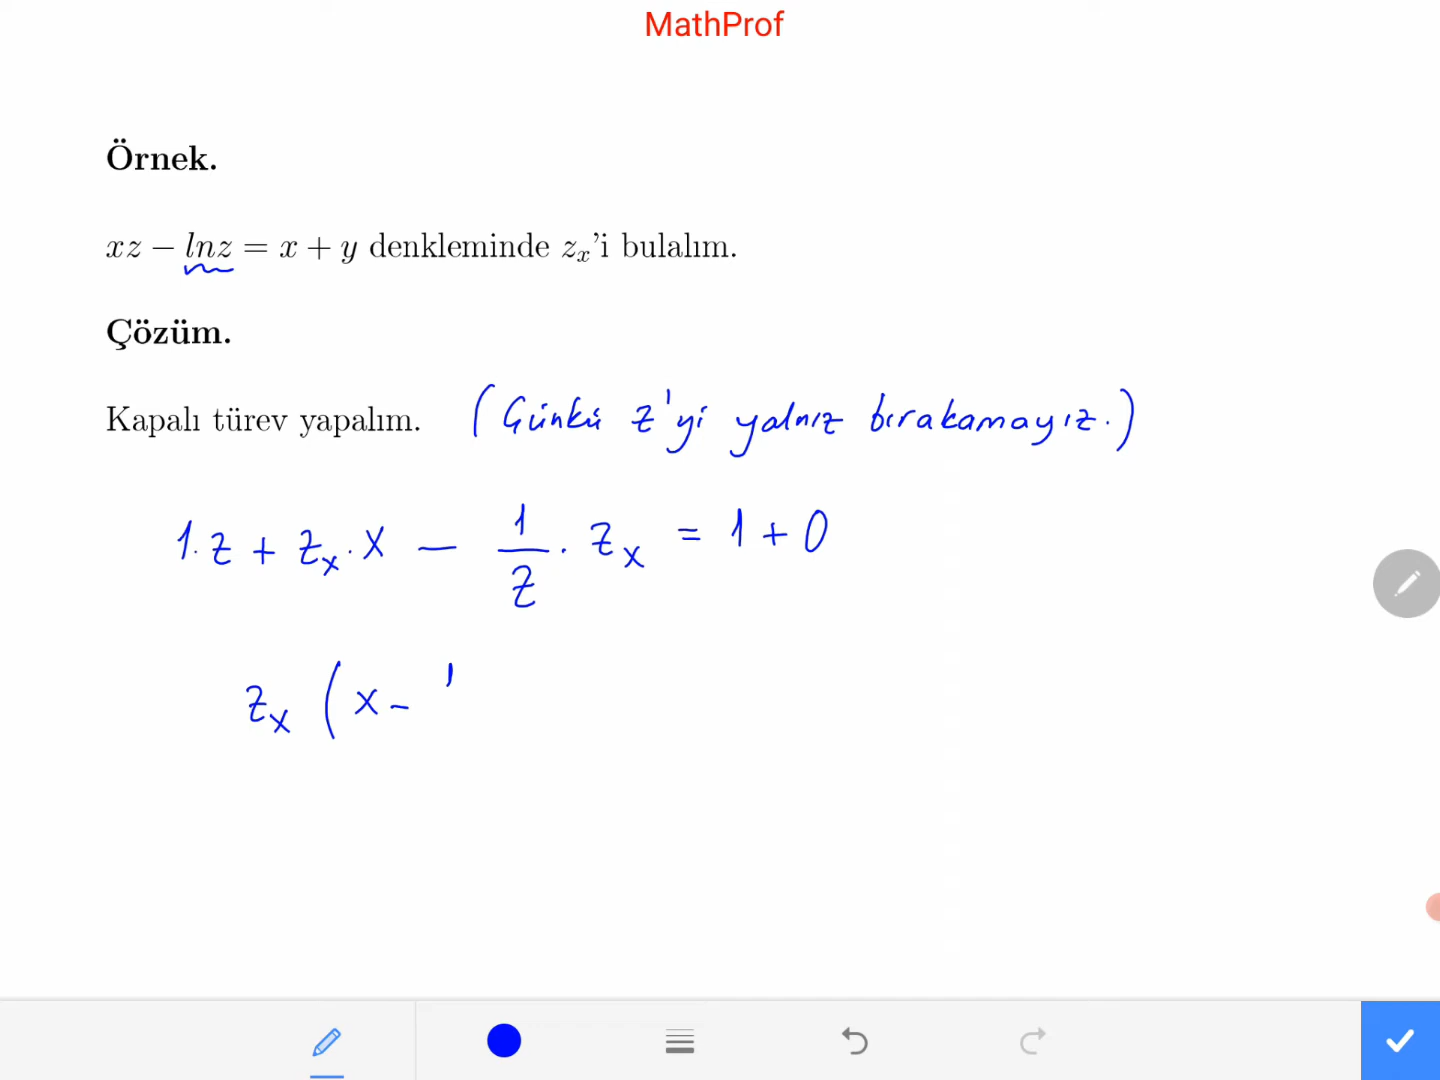 MathProf
Örnek.
xz − lnz = x + y denkleminde z_x'i bulalım.
Çözüm.
Kapalı türev yapalım. (Çünkü z'yi yalnız bırakamayız.)
1.z + z_x.x − 1/z . z_x = 1 + 0
z_x (x − 1